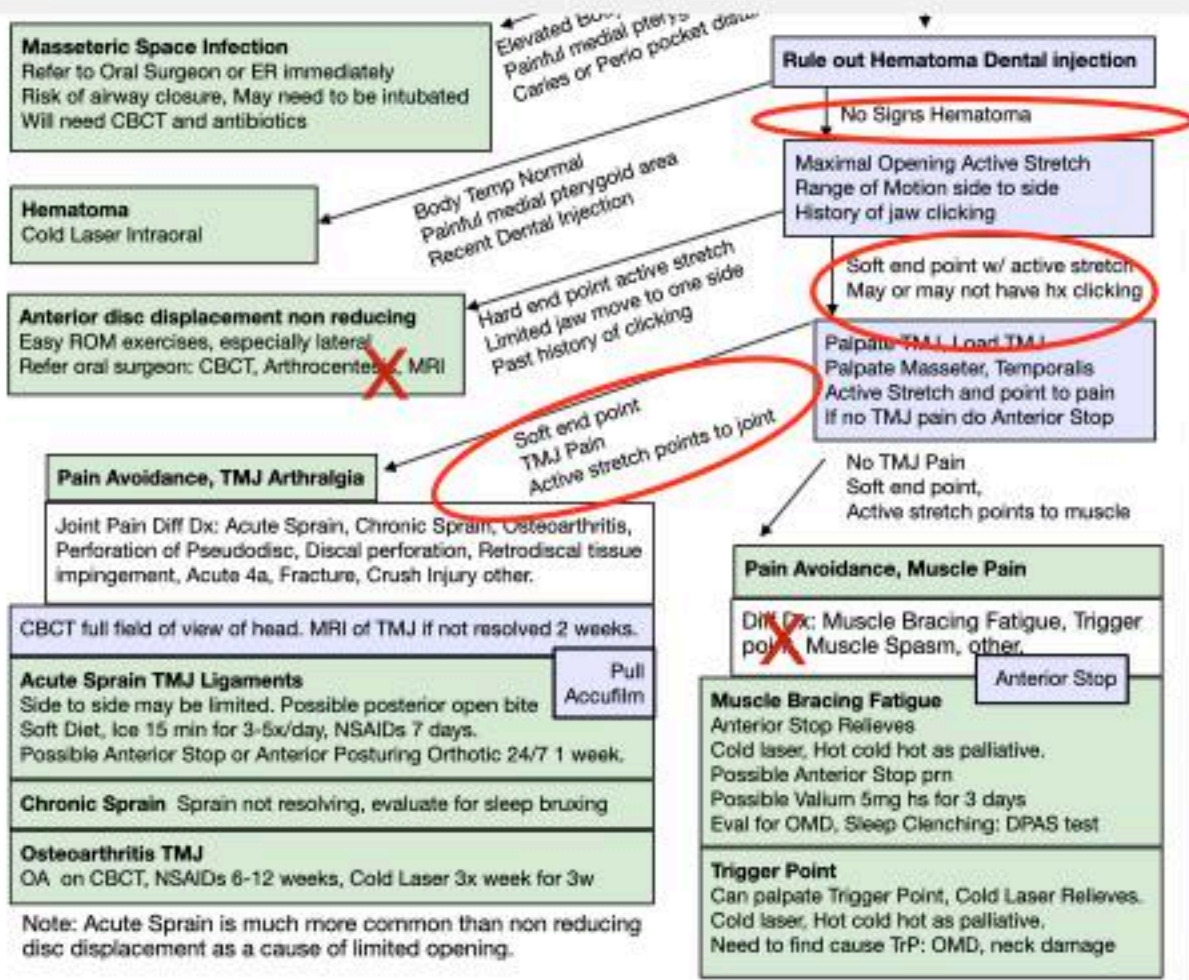 Elevated Body
Painful medial pteryg
Caries or Perio pocket distal
Masseteric Space Infection
Refer to Oral Surgeon or ER immediately
Risk of airway closure, May need to be intubated
Will need CBCT and antibiotics
Rule out Hematoma Dental injection
No Signs Hematoma
Maximal Opening Active Stretch
Range of Motion side to side
History of jaw clicking
Body Temp Normal
Painful medial pterygoid area
Recent Dental Injection
Hematoma
Cold Laser Intraoral
Soft end point w/ active stretch
May or may not have hx clicking
Hard end point active stretch
Limited jaw move to one side
Past history of clicking
Anterior disc displacement non reducing
Easy ROM exercises, especially lateral
Refer oral surgeon: CBCT, Arthrocentesis, MRI
Palpate TMJ, Load TMJ
Palpate Masseter, Temporalis
Active Stretch and point to pain
If no TMJ pain do Anterior Stop
Soft end point
TMJ Pain
Active stretch points to joint
No TMJ Pain
Soft end point,
Active stretch points to muscle
Pain Avoidance, TMJ Arthralgia
Joint Pain Diff Dx: Acute Sprain, Chronic Sprain, Osteoarthritis,
Perforation of Pseudodisc, Discal perforation, Retrodiscal tissue
impingement, Acute 4a, Fracture, Crush Injury other.
CBCT full field of view of head. MRI of TMJ if not resolved 2 weeks.
Pull
Accufilm
Acute Sprain TMJ Ligaments
Side to side may be limited. Possible posterior open bite
Soft Diet, Ice 15 min for 3-5x/day, NSAIDs 7 days.
Possible Anterior Stop or Anterior Posturing Orthotic 24/7 1 week.
Chronic Sprain Sprain not resolving, evaluate for sleep bruxing
Osteoarthritis TMJ
OA on CBCT, NSAIDs 6-12 weeks, Cold Laser 3x week for 3w
Note: Acute Sprain is much more common than non reducing
disc displacement as a cause of limited opening.
Pain Avoidance, Muscle Pain
Diff Dx: Muscle Bracing Fatigue, Trigger
point, Muscle Spasm, other,
Anterior Stop
Muscle Bracing Fatigue
Anterior Stop Relieves
Cold laser, Hot cold hot as palliative.
Possible Anterior Stop prn
Possible Valium 5mg hs for 3 days
Eval for OMD, Sleep Clenching: DPAS test
Trigger Point
Can palpate Trigger Point, Cold Laser Relieves.
Cold laser, Hot cold hot as palliative.
Need to find cause TrP: OMD, neck damage